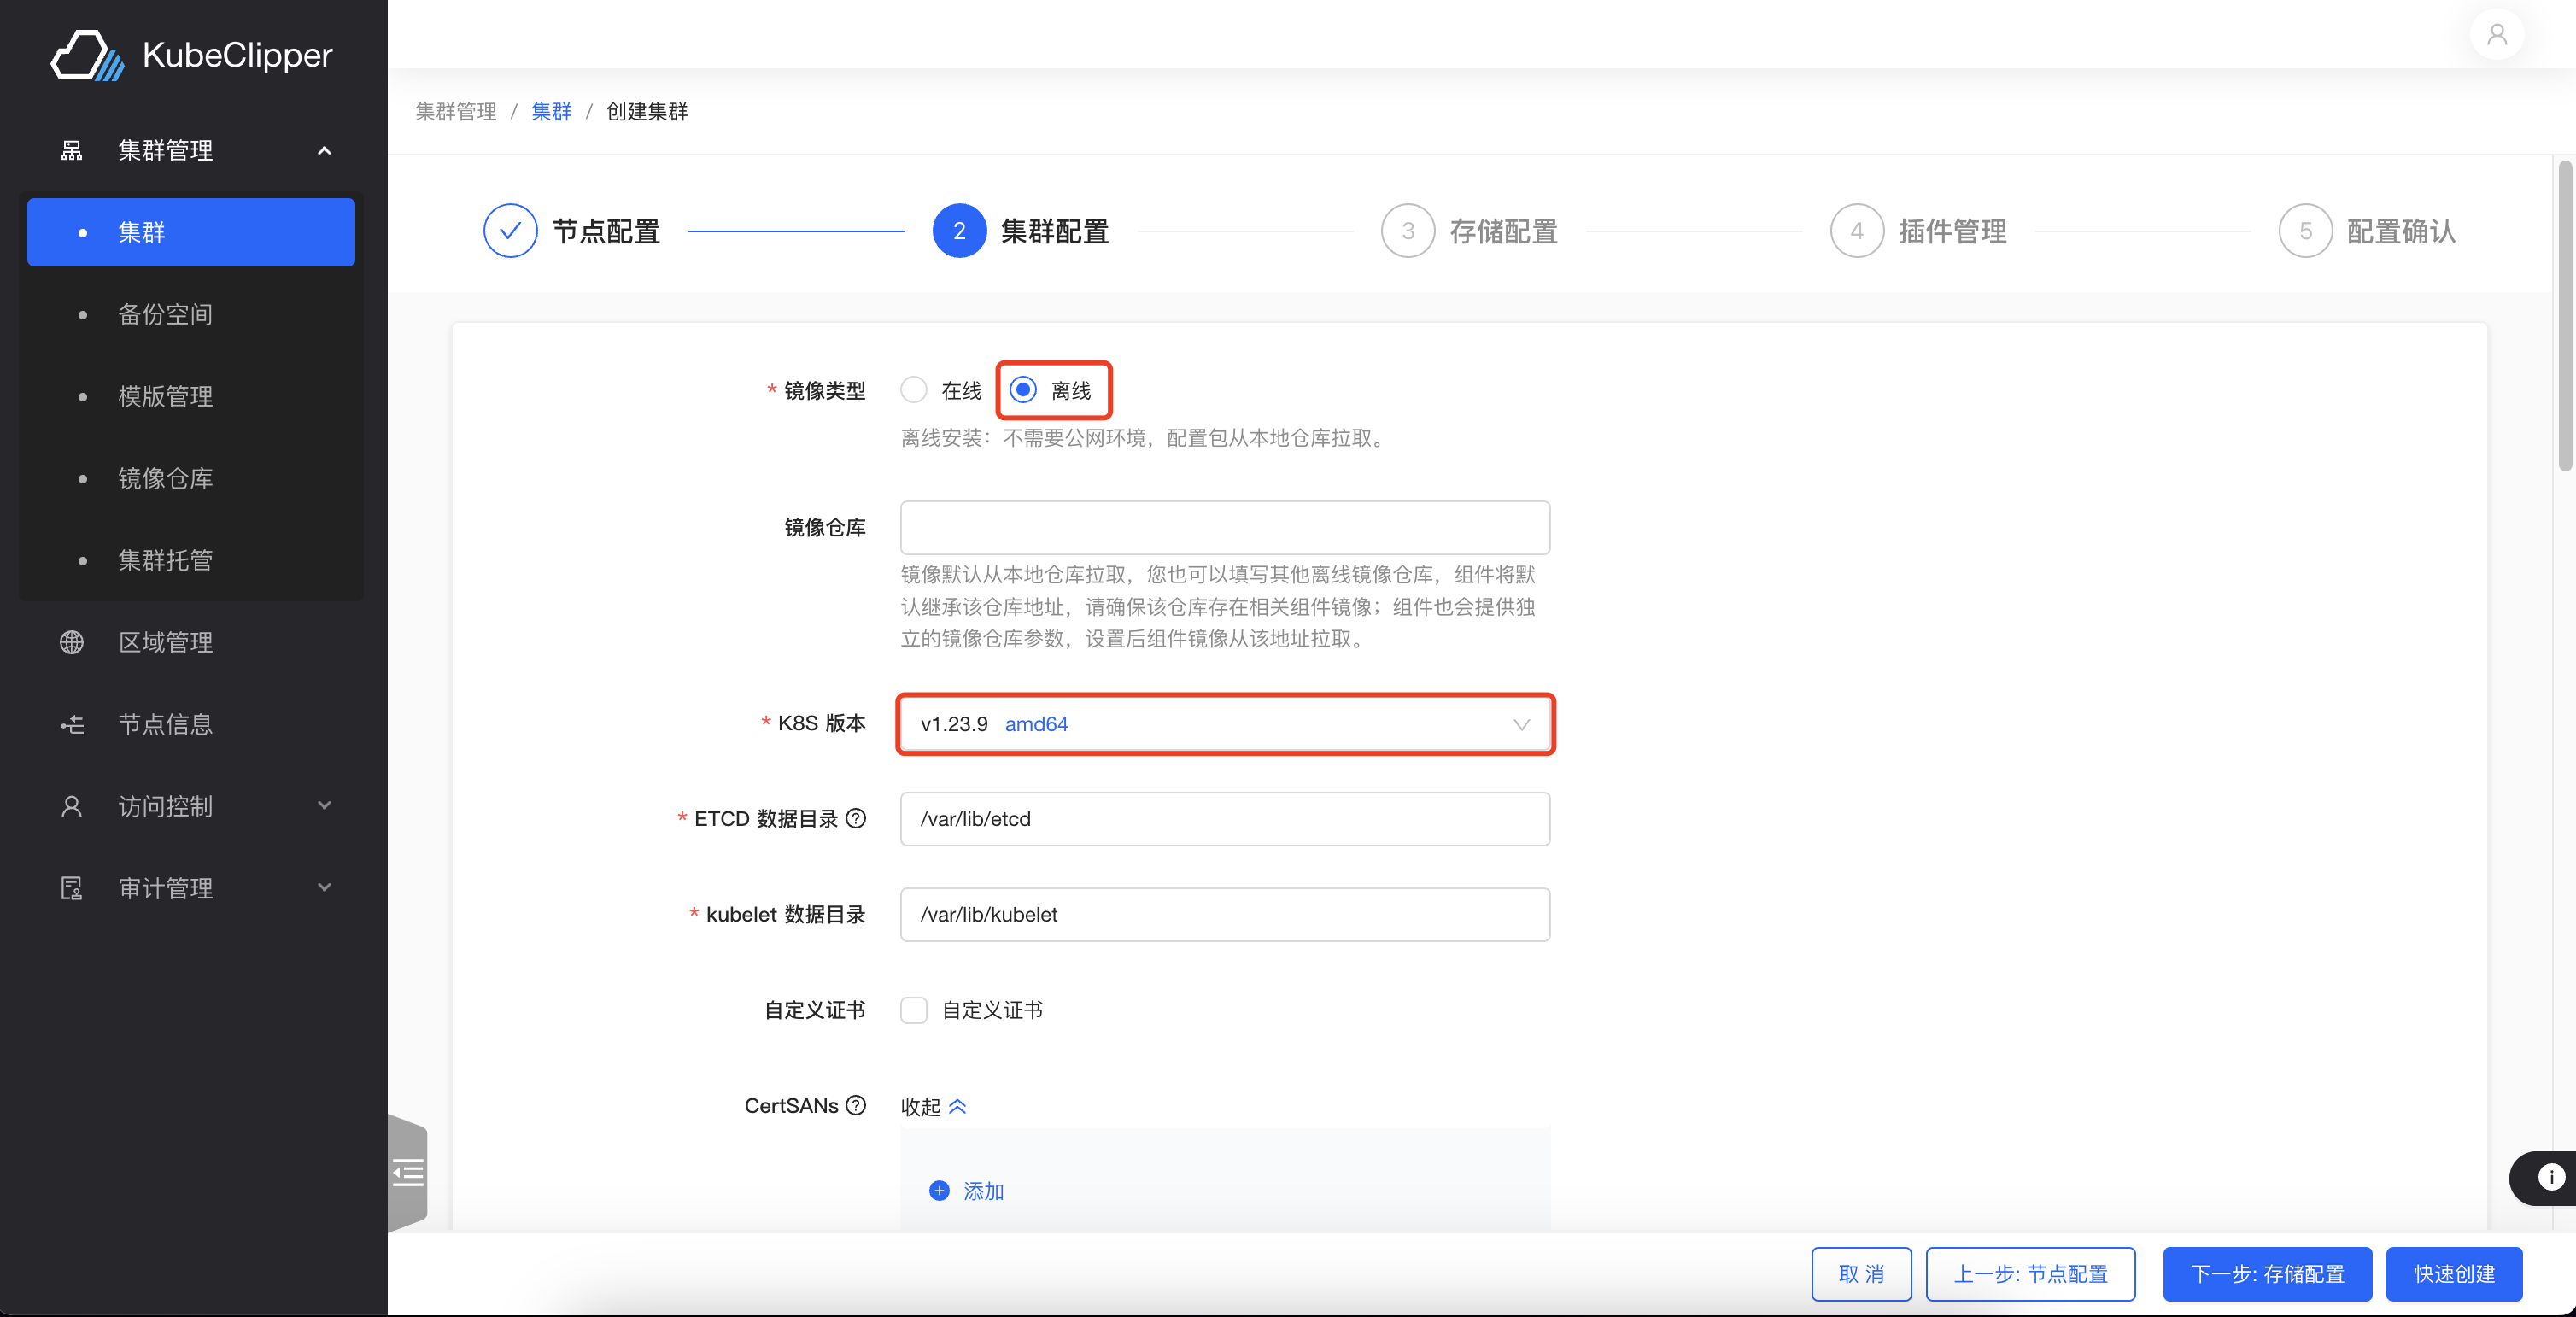 KubeClipper
集群管理
集群
备份空间
模版管理
镜像仓库
集群托管
区域管理
节点信息
访问控制
审计管理
集群管理 / 集群 / 创建集群
节点配置
2 集群配置
3 存储配置
4 插件管理
5 配置确认
* 镜像类型 在线 离线
离线安装：不需要公网环境，配置包从本地仓库拉取。
镜像仓库
镜像默认从本地仓库拉取，您也可以填写其他离线镜像仓库，组件将默
认继承该仓库地址，请确保该仓库存在相关组件镜像；组件也会提供独
立的镜像仓库参数，设置后组件镜像从该地址拉取。
* K8S 版本 v1.23.9 amd64
* ETCD 数据目录 /var/lib/etcd
* kubelet 数据目录 /var/lib/kubelet
自定义证书 自定义证书
CertSANs 收起
添加
取 消 上一步: 节点配置 下一步: 存储配置 快速创建